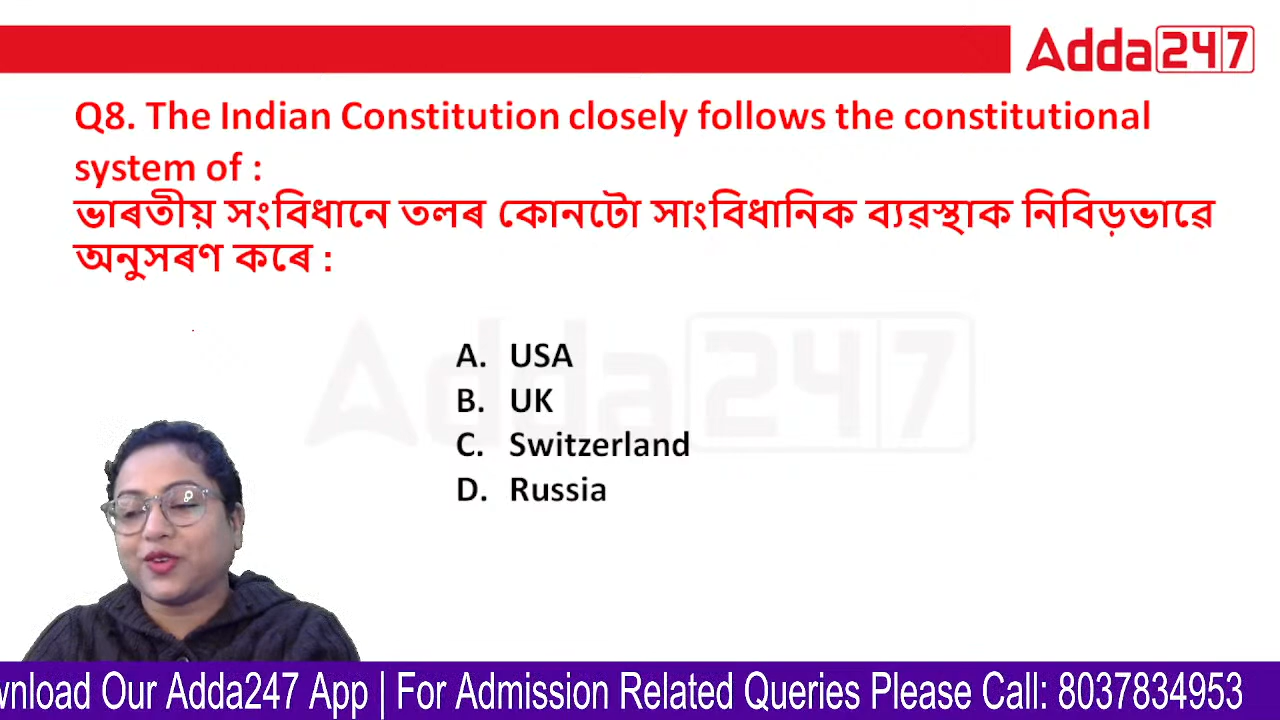 Adda247
Q8. The Indian Constitution closely follows the constitutional
system of :
ভাৰতীয় সংবিধানে তলৰ কোনটো সাংবিধানিক ব্যৱস্থাক নিবিড়ভাৱে
অনুসৰণ কৰে :
Adda247
A. USA
B. UK
C. Switzerland
D. Russia
wnload Our Adda247 App | For Admission Related Queries Please Call: 8037834953